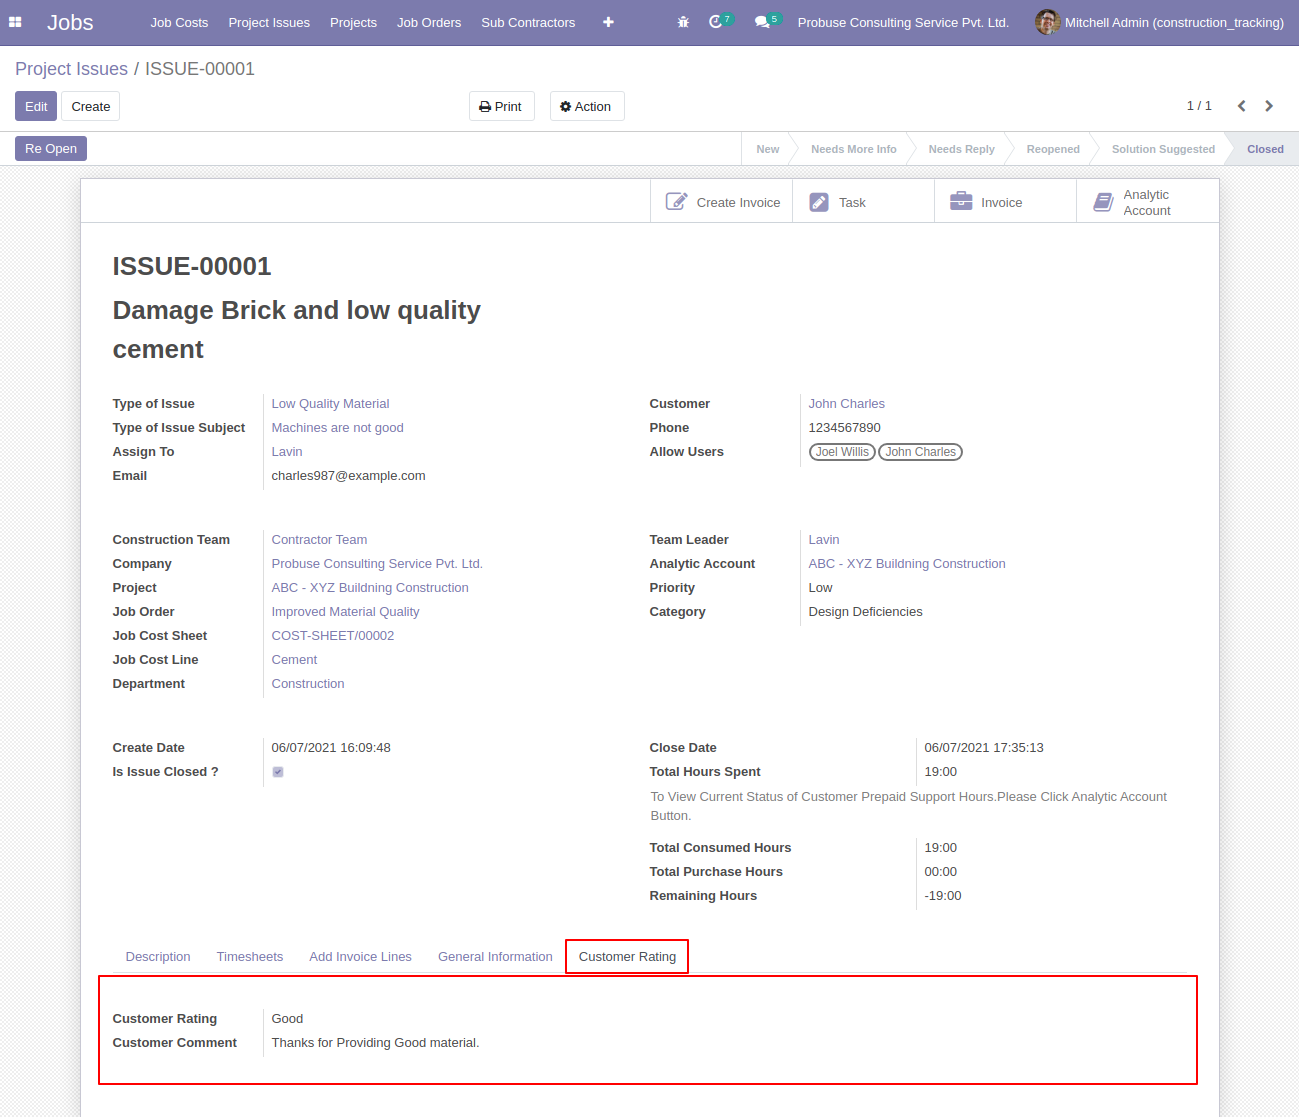 Jobs Job Costs Project Issues Projects Job Orders Sub Contractors 7 5 Probuse Consulting Service Pvt. Ltd. Mitchell Admin (construction_tracking)
Project Issues / ISSUE-00001
Edit Create Print Action 1 / 1
Re Open New Needs More Info Needs Reply Reopened Solution Suggested Closed
Create Invoice Task Invoice Analytic
Account
ISSUE-00001
Damage Brick and low quality
cement
Type of Issue Low Quality Material Customer John Charles
Type of Issue Subject Machines are not good Phone 1234567890
Assign To Lavin Allow Users Joel Willis John Charles
Email charles987@example.com
Construction Team Contractor Team Team Leader Lavin
Company Probuse Consulting Service Pvt. Ltd. Analytic Account ABC - XYZ Buildning Construction
Project ABC - XYZ Buildning Construction Priority Low
Job Order Improved Material Quality Category Design Deficiencies
Job Cost Sheet COST-SHEET/00002
Job Cost Line Cement
Department Construction
Create Date 06/07/2021 16:09:48 Close Date 06/07/2021 17:35:13
Is Issue Closed ? Total Hours Spent 19:00
To View Current Status of Customer Prepaid Support Hours.Please Click Analytic Account
Button.
Total Consumed Hours 19:00
Total Purchase Hours 00:00
Remaining Hours -19:00
Description Timesheets Add Invoice Lines General Information Customer Rating
Customer Rating Good
Customer Comment Thanks for Providing Good material.